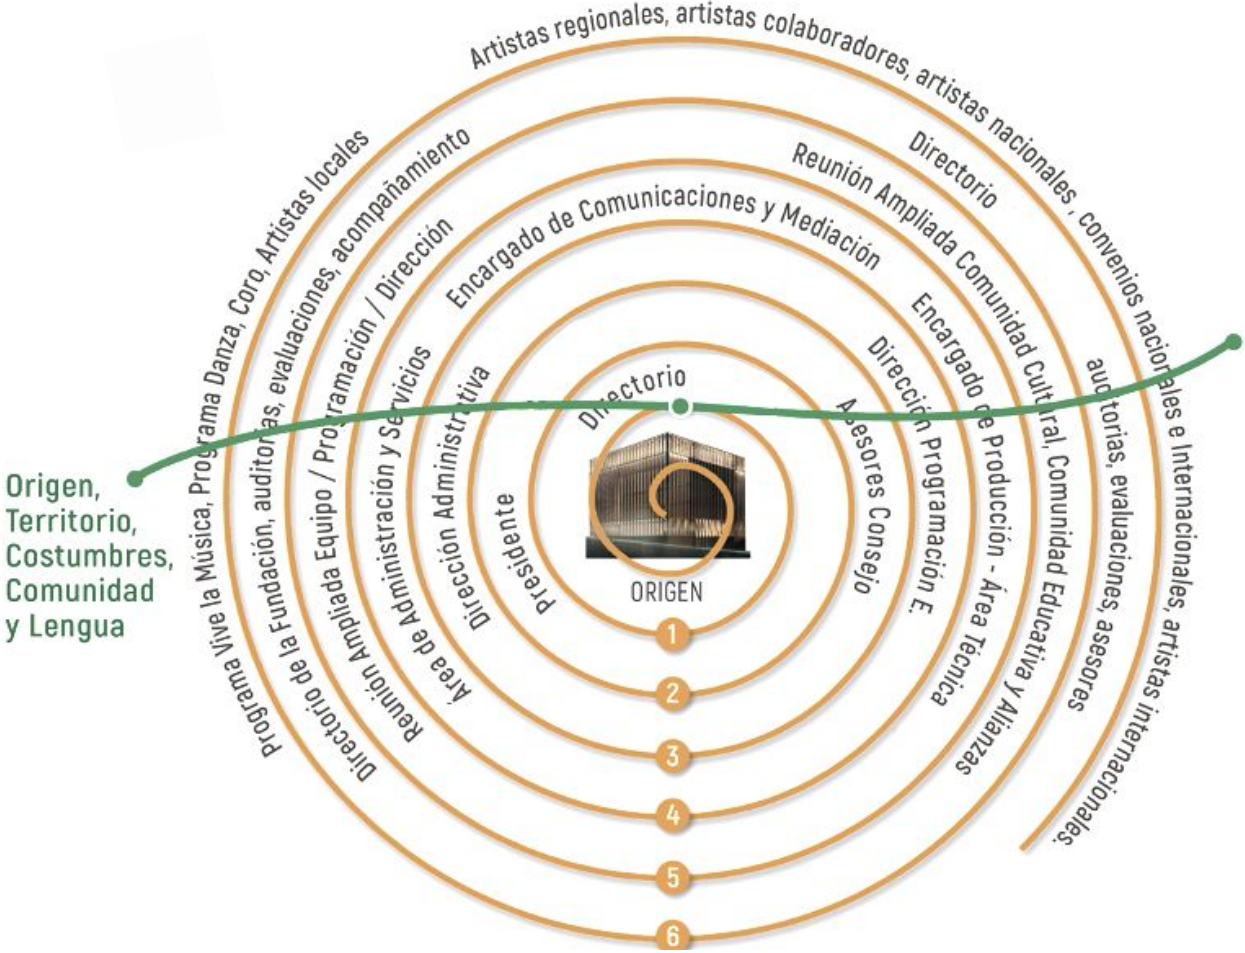 Artistas regionales, artistas colaboradores, artistas nacionales , convenios nacionales e Internacionales, artistas internacionales.
Programa Vive la Música, Programa Danza, Coro, Artistas locales
Directorio de la Fundación, auditorias, evaluaciones, acompañamiento
Directorio
auditorias, evaluaciones, asesores
Reunión Ampliada Equipo / Programación / Dirección
Reunión Ampliada Comunidad Cultural, Comunidad Educativa y Alianzas
Área de Administración y Servicios
Encargado de Comunicaciones y Mediación
Encargado de Producción - Área Técnica
Dirección Administrativa
Dirección Programación E.
Presidente
Directorio
Asesores Consejo
ORIGEN
Origen,
Territorio,
Costumbres,
Comunidad
y Lengua
1
2
3
4
5
6